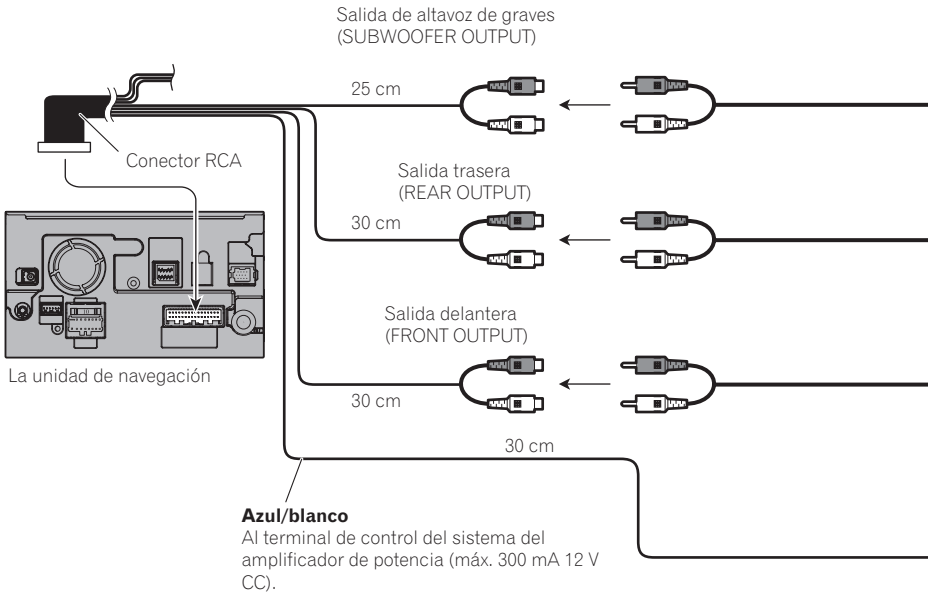 Salida de altavoz de graves
(SUBWOOFER OUTPUT)
25 cm
Conector RCA
Salida trasera
(REAR OUTPUT)
30 cm
Salida delantera
(FRONT OUTPUT)
La unidad de navegación
30 cm
30 cm
Azul/blanco
Al terminal de control del sistema del
amplificador de potencia (máx. 300 mA 12 V
CC).